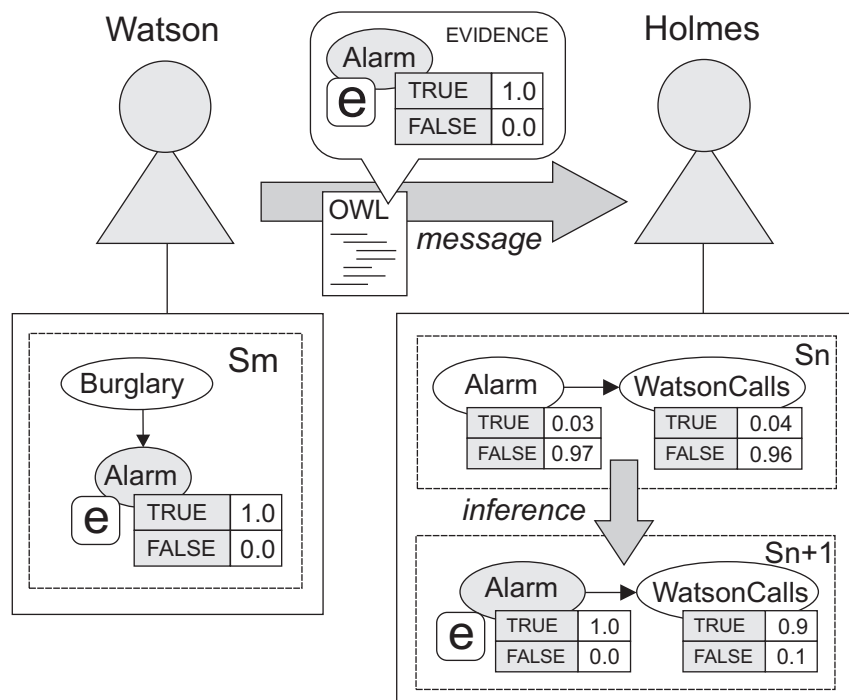 Watson
EVIDENCE
Alarm
e
TRUE 1.0
FALSE 0.0
Holmes
OWL
message
Sm
Burglary
Alarm
e
TRUE 1.0
FALSE 0.0
Sn
Alarm
WatsonCalls
TRUE 0.03
FALSE 0.97
TRUE 0.04
FALSE 0.96
inference
Sn+1
Alarm
WatsonCalls
e
TRUE 1.0
FALSE 0.0
TRUE 0.9
FALSE 0.1